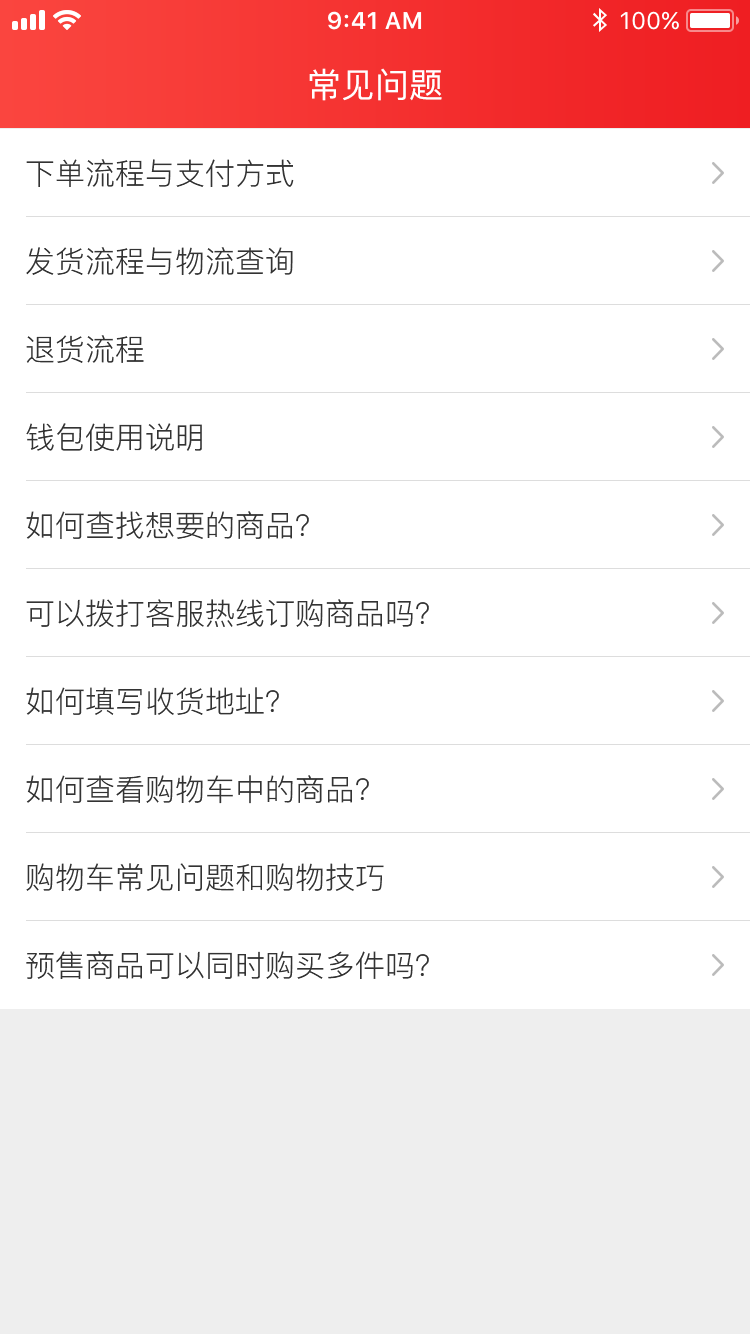 9:41 AM
100%
常见问题
下单流程与支付方式
发货流程与物流查询
退货流程
钱包使用说明
如何查找想要的商品?
可以拨打客服热线订购商品吗?
如何填写收货地址?
如何查看购物车中的商品?
购物车常见问题和购物技巧
预售商品可以同时购买多件吗?